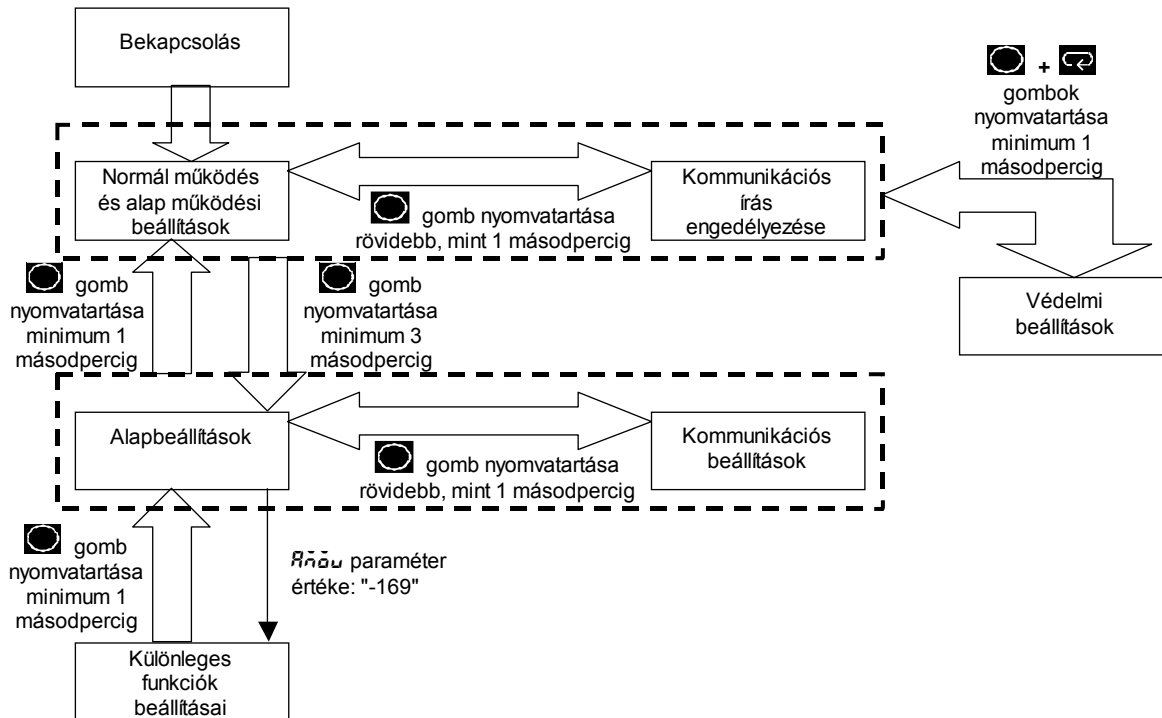 Bekapcsolás
+
gombok
nyomvatartása
minimum 1
másodpercig
Normál működés
és alap működési
beállítások
gomb nyomvatartása
rövidebb, mint 1 másodpercig
Kommunikációs
írás
engedélyezése
gomb
nyomvatartása
minimum 1
másodpercig
gomb
nyomvatartása
minimum 3
másodpercig
Védelmi
beállítások
Alapbeállítások
gomb nyomvatartása
rövidebb, mint 1 másodpercig
Kommunikációs
beállítások
gomb
nyomvatartása
minimum 1
másodpercig
paraméter
értéke: "-169"
Különleges
funkciók
beállításai